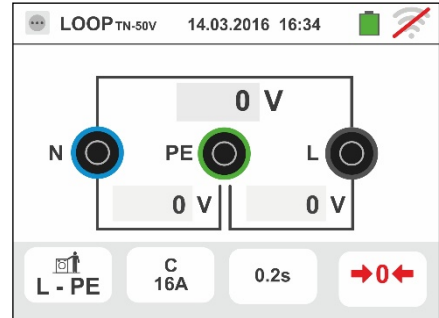 LOOP TN-50V 14.03.2016 16:34
0 V
N PE L
0 V 0 V
L - PE
C
16A
0.2s
0